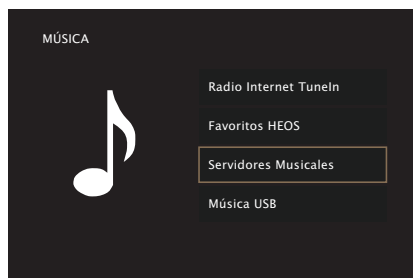 MÚSICA
Radio Internet TuneIn
Favoritos HEOS
Servidores Musicales
Música USB